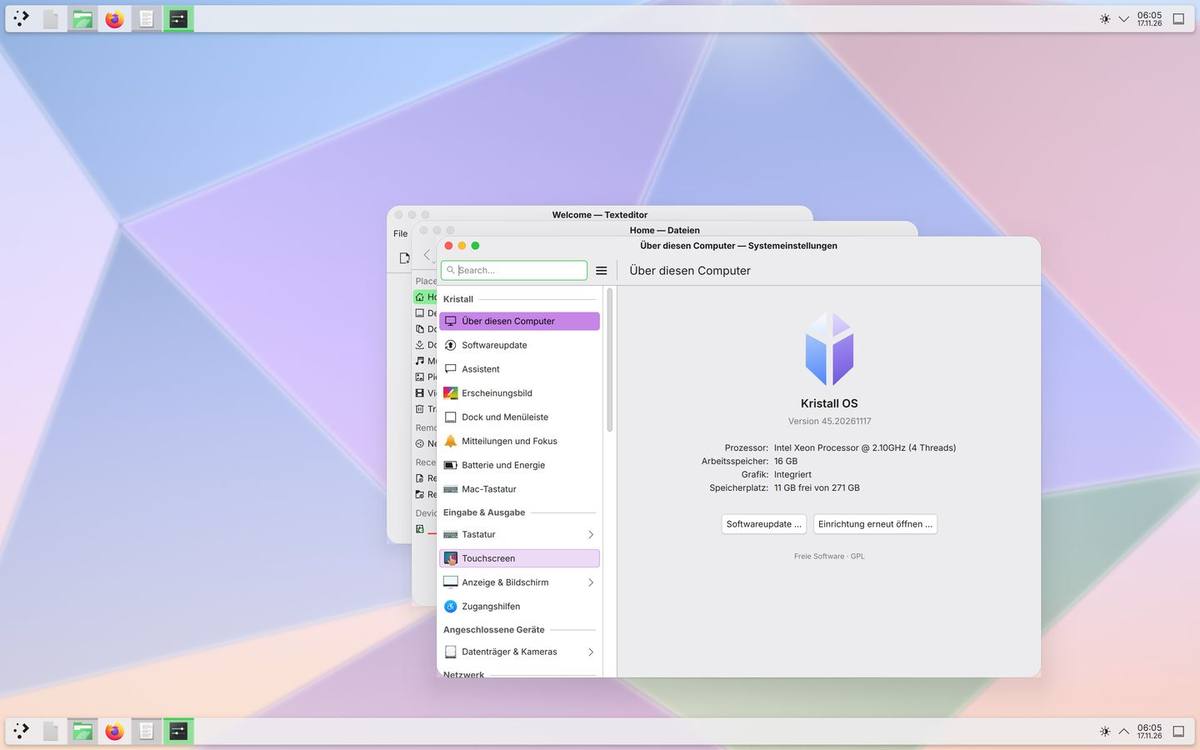 06:05
17.11.26
Welcome — Texteditor
File
Home — Dateien
Über diesen Computer — Systemeinstellungen
Search...
Über diesen Computer
Kristall
Über diesen Computer
Softwareupdate
Assistent
Erscheinungsbild
Dock und Menüleiste
Mitteilungen und Fokus
Batterie und Energie
Mac-Tastatur
Eingabe & Ausgabe
Tastatur
Touchscreen
Anzeige & Bildschirm
Zugangshilfen
Angeschlossene Geräte
Datenträger & Kameras
Netzwerk
Kristall OS
Version 45.20261117
Prozessor: Intel Xeon Processor @ 2.10GHz (4 Threads)
Arbeitsspeicher: 16 GB
Grafik: Integriert
Speicherplatz: 11 GB frei von 271 GB
Softwareupdate ... Einrichtung erneut öffnen ...
Freie Software · GPL
06:05
17.11.26